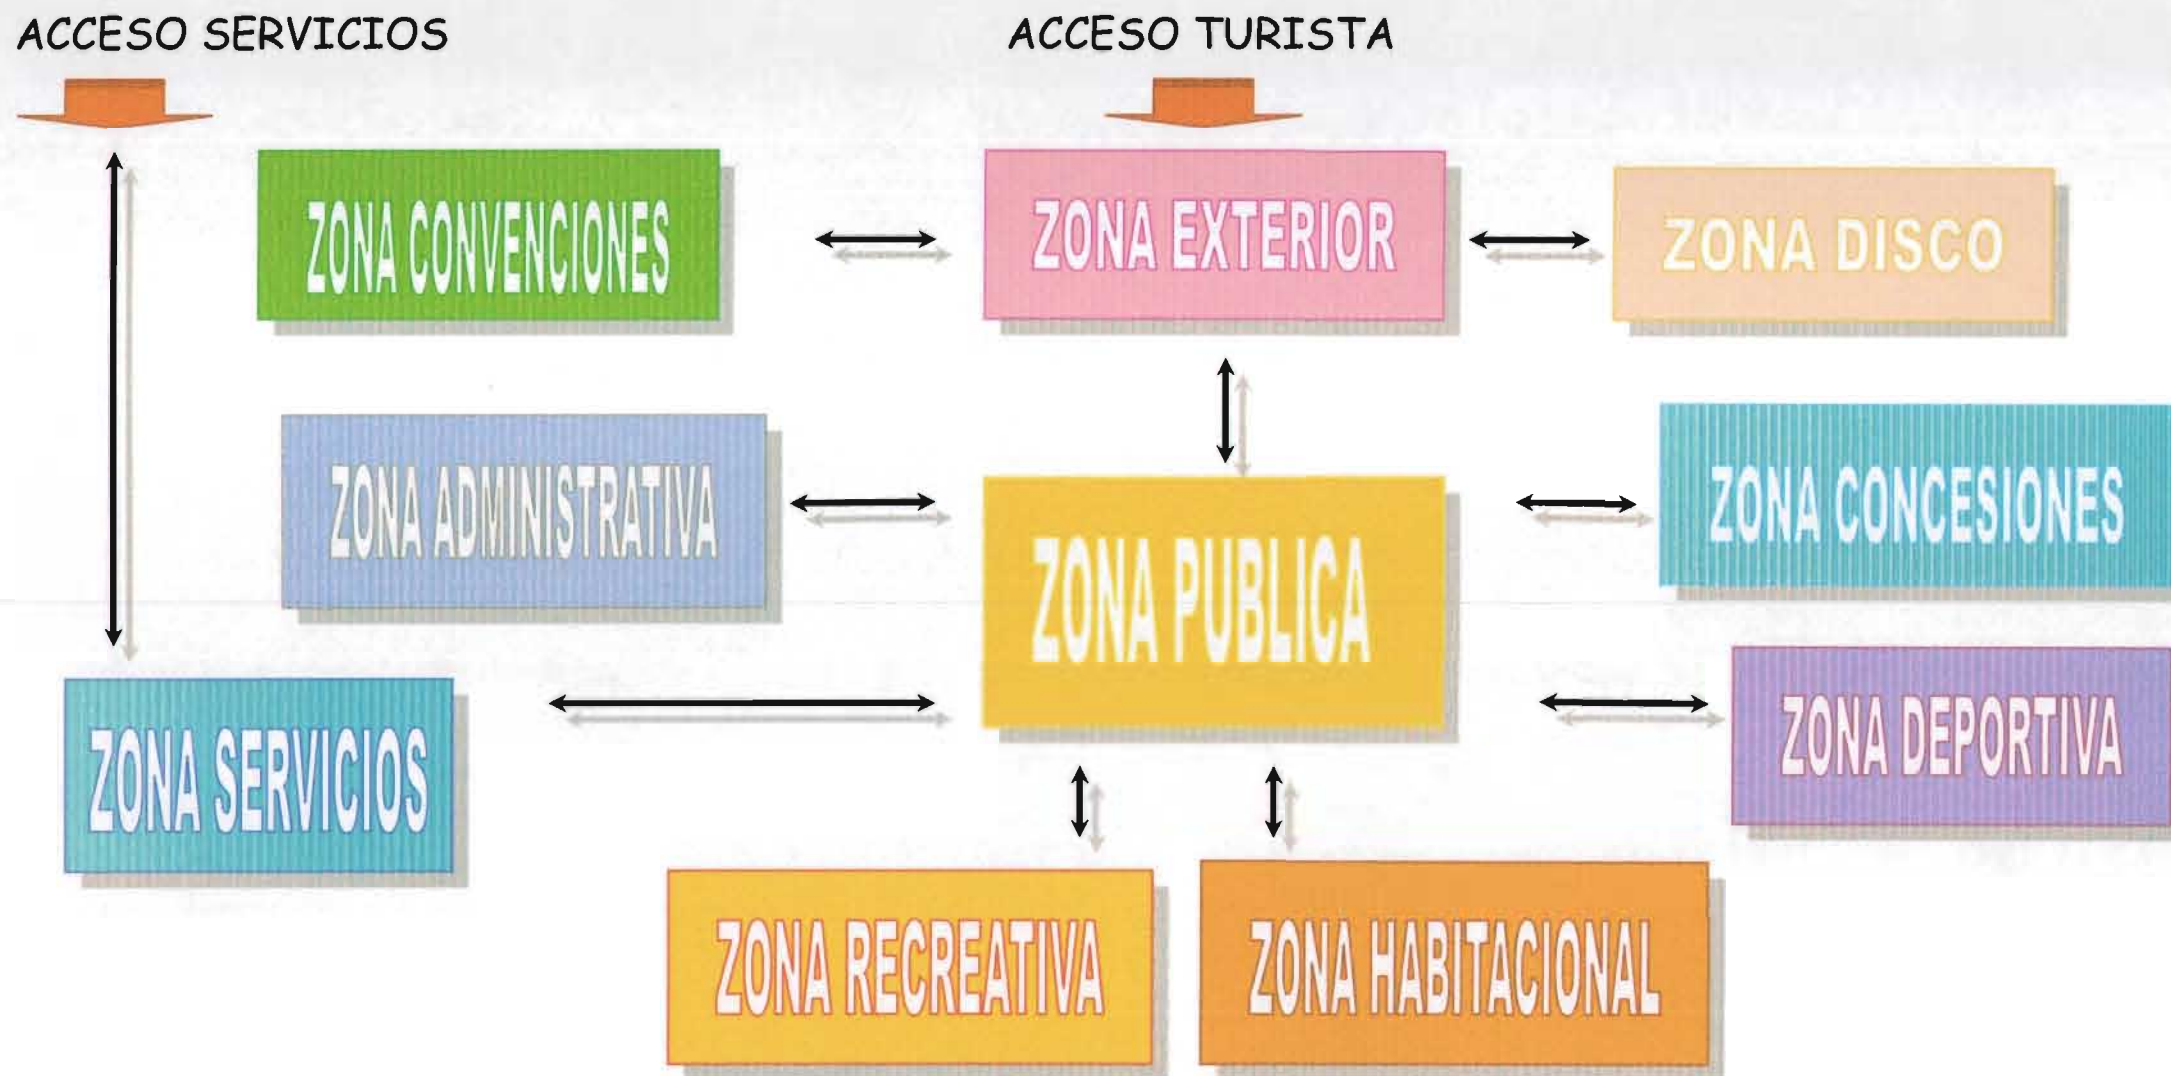 ACCESO SERVICIOS
ACCESO TURISTA
ZONA CONVENCIONES
ZONA EXTERIOR
ZONA DISCO
ZONA ADMINISTRATIVA
ZONA CONCESIONES
ZONA PUBLICA
ZONA SERVICIOS
ZONA DEPORTIVA
ZONA RECREATIVA
ZONA HABITACIONAL